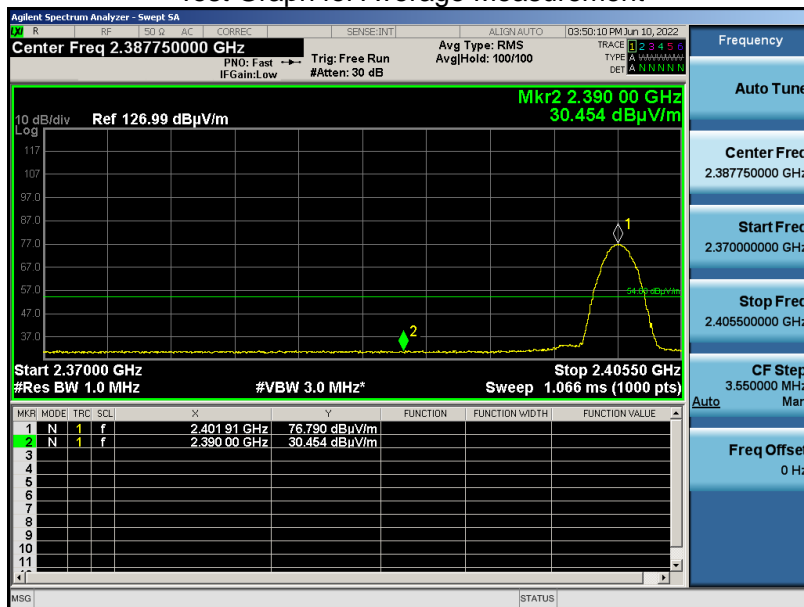 Test Graph for Average Measurement
Agilent Spectrum Analyzer - Swept SA
LXI R RF 50 Ω AC CORREC SENSE:INT ALIGN AUTO 03:50:10 PM Jun 10, 2022
Center Freq 2.387750000 GHz
PNO: Fast
IFGain:Low
Trig: Free Run
#Atten: 30 dB
Avg Type: RMS
Avg|Hold: 100/100
TRACE 1 2 3 4 5 6
TYPE A WWWWW
DET A N N N N N
Mkr2 2.390 00 GHz
30.454 dBµV/m
10 dB/div Ref 126.99 dBµV/m
Log
117
107
97.0
87.0
77.0
67.0
57.0
47.0
37.0
1
54.00 dBµV/m
2
Start 2.37000 GHz Stop 2.40550 GHz
#Res BW 1.0 MHz #VBW 3.0 MHz* Sweep 1.066 ms (1000 pts)
MKR MODE TRC SCL X Y FUNCTION FUNCTION WIDTH FUNCTION VALUE
1 N 1 f 2.401 91 GHz 76.790 dBµV/m
2 N 1 f 2.390 00 GHz 30.454 dBµV/m
3
4
5
6
7
8
9
10
11
MSG STATUS
Frequency
Auto Tune
Center Freq
2.387750000 GHz
Start Freq
2.370000000 GHz
Stop Freq
2.405500000 GHz
CF Step
3.550000 MHz
Auto Man
Freq Offset
0 Hz